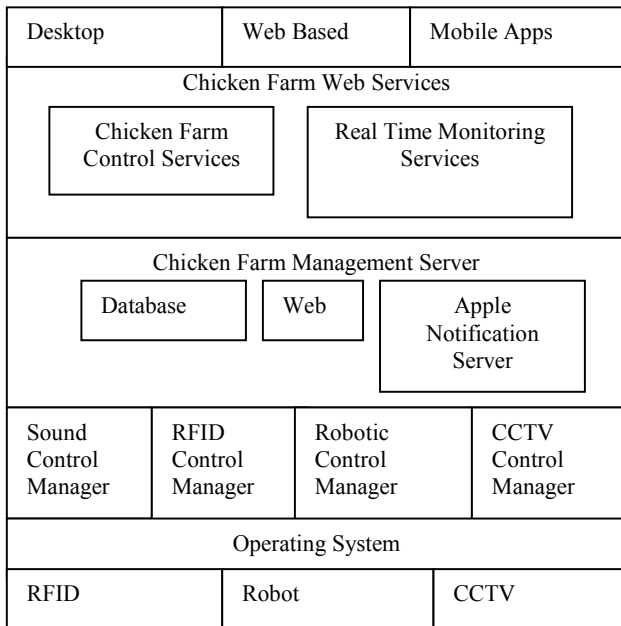 Desktop
Web Based
Mobile Apps
Chicken Farm Web Services
Chicken Farm
Control Services
Real Time Monitoring
Services
Chicken Farm Management Server
Database
Web
Apple
Notification
Server
Sound
Control
Manager
RFID
Control
Manager
Robotic
Control
Manager
CCTV
Control
Manager
Operating System
RFID
Robot
CCTV